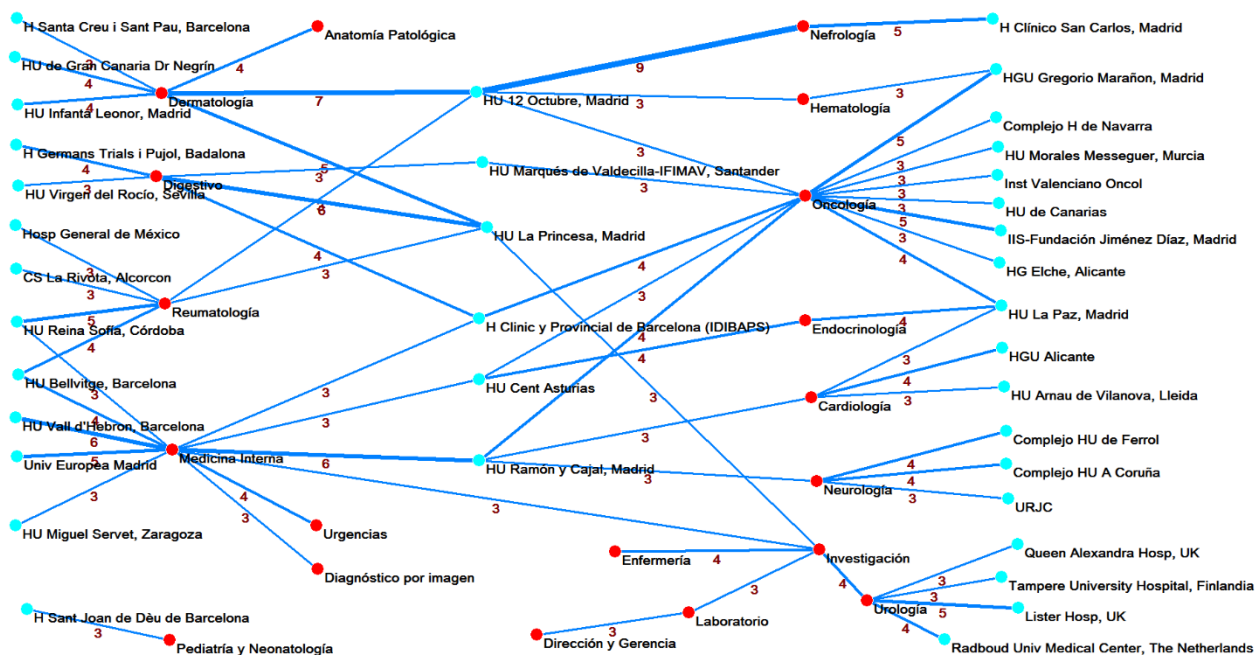 H Santa Creu i Sant Pau, Barcelona
3
HU de Gran Canaria Dr Negrín
4
HU Infanta Leonor, Madrid
4
Dermatología
Anatomía Patológica
4
7
HU 12 Octubre, Madrid
9
3
3
Nefrología
5
H Clínico San Carlos, Madrid
Hematología
3
HGU Gregorio Marañon, Madrid
H Germans Trials i Pujol, Badalona
4
HU Virgen del Rocío, Sevilla
3
Digestivo
5
3
4
6
HU Marqués de Valdecilla-IFIMAV, Santander
3
Oncología
5
Complejo H de Navarra
3
HU Morales Messeguer, Murcia
3
Inst Valenciano Oncol
3
HU de Canarias
3
IIS-Fundación Jiménez Díaz, Madrid
5
HG Elche, Alicante
3
4
HU La Paz, Madrid
Hosp General de México
3
CS La Rivota, Alcorcon
3
Reumatología
HU Reina Sofía, Córdoba
5
HU La Princesa, Madrid
4
3
4
3
H Clinic y Provincial de Barcelona (IDIBAPS)
4
4
Endocrinología
4
HU Bellvitge, Barcelona
4
3
HU Cent Asturias
3
3
3
3
HGU Alicante
4
HU Arnau de Vilanova, Lleida
3
Cardiología
HU Vall d'Hebron, Barcelona
4
6
Univ Europea Madrid
5
Medicina Interna
6
HU Ramón y Cajal, Madrid
3
3
Complejo HU de Ferrol
4
Complejo HU A Coruña
4
Neurología
3
URJC
HU Miguel Servet, Zaragoza
3
4
Urgencias
3
Diagnóstico por imagen
3
Enfermería
4
Investigación
4
Queen Alexandra Hosp, UK
3
Tampere University Hospital, Finlandia
3
Urología
5
Lister Hosp, UK
4
Radboud Univ Medical Center, The Netherlands
3
Laboratorio
3
Dirección y Gerencia
H Sant Joan de Dèu de Barcelona
3
Pediatría y Neonatología